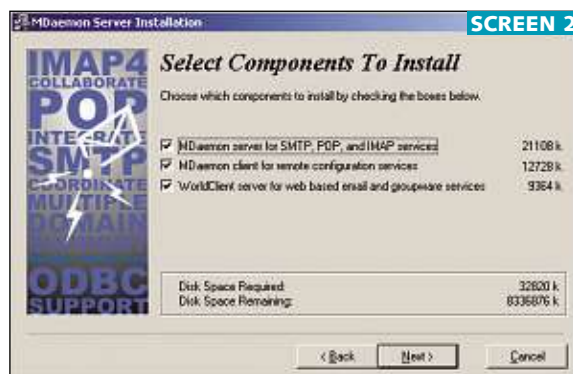 MDaemon Server Installation
SCREEN 2
IMAP4
COLLABORATE
POP
INTEGRATE
SMTP
COORDINATE
MULTIPLE
DOMAIN
ODBC
SUPPORT
Select Components To Install
Choose which components to install by checking the boxes below.
MDaemon server for SMTP, POP, and IMAP services 21108 k
MDaemon client for remote configuration services 12728 k
WorldClient server for web based email and groupware services 9364 k
Disk Space Required: 32820 k
Disk Space Remaining: 8336876 k
< Back
Next >
Cancel